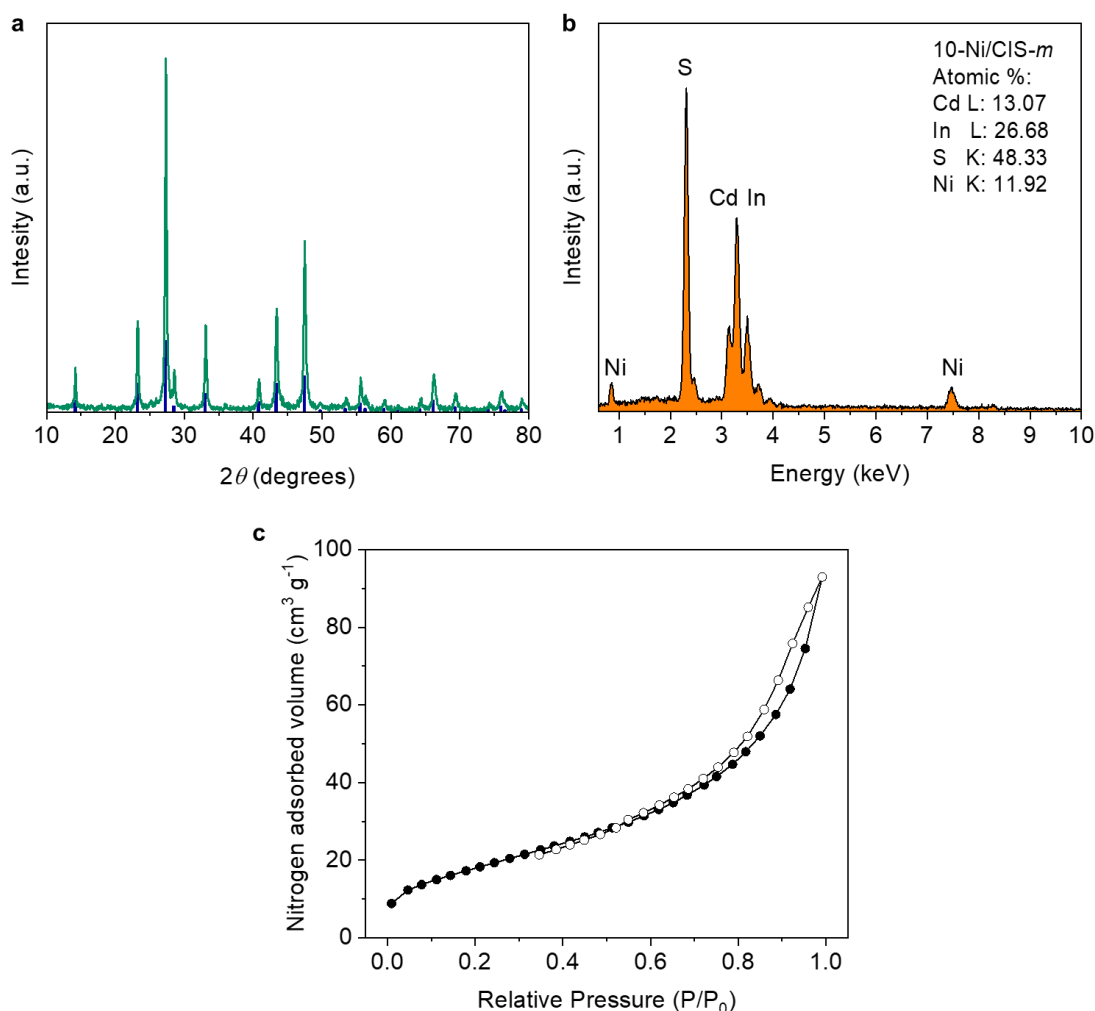 a
Intesity (a.u.)
10 20 30 40 50 60 70 80
2θ (degrees)
b
Intesity (a.u.)
S
Cd In
Ni
Ni
10-Ni/CIS-m
Atomic %:
Cd L: 13.07
In L: 26.68
S K: 48.33
Ni K: 11.92
1 2 3 4 5 6 7 8 9 10
Energy (keV)
c
Nitrogen adsorbed volume (cm³ g⁻¹)
100
80
60
40
20
0
0.0 0.2 0.4 0.6 0.8 1.0
Relative Pressure (P/P₀)